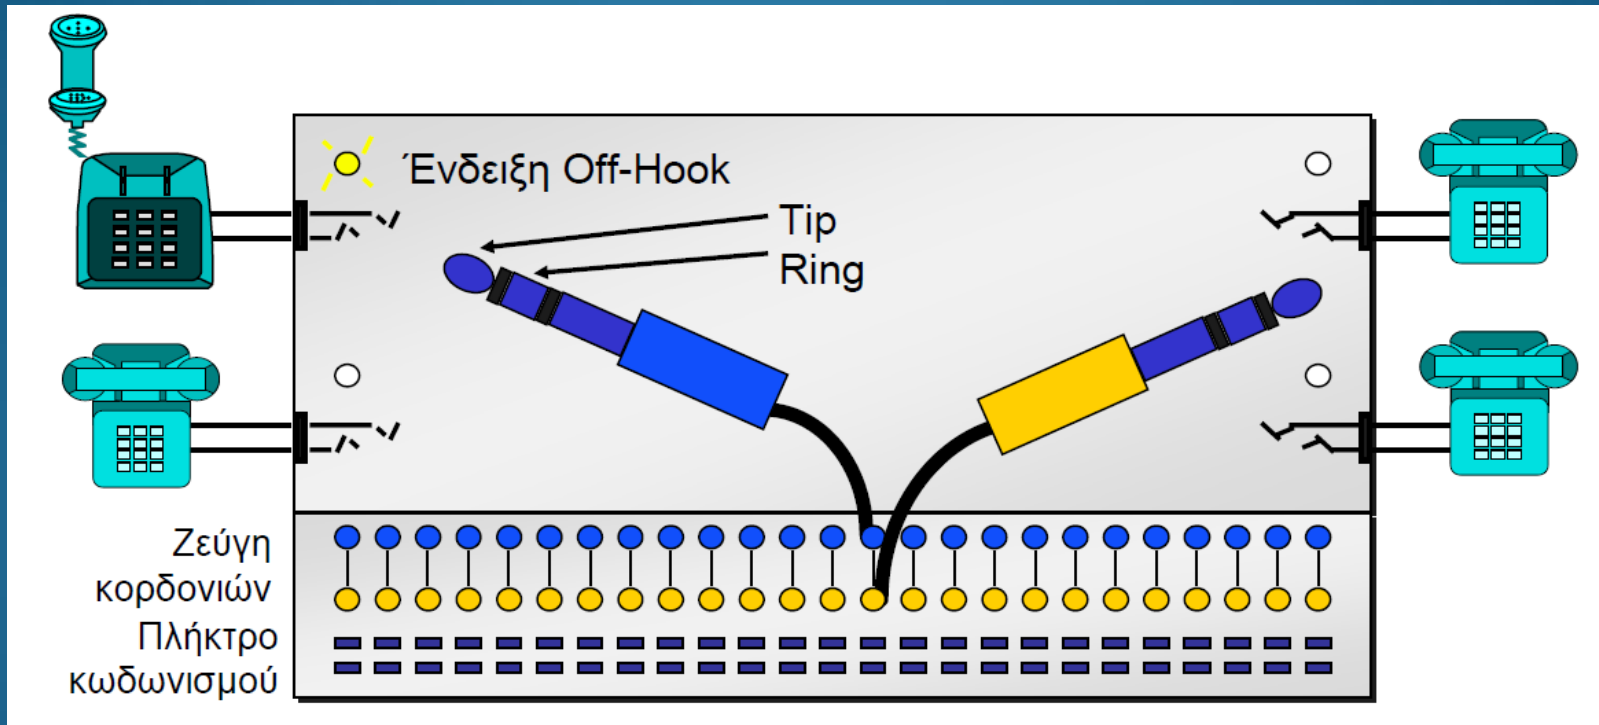 Ένδειξη Off-Hook
Tip
Ring
Ζεύγη
κορδονιών
Πλήκτρο
κωδωνισμού